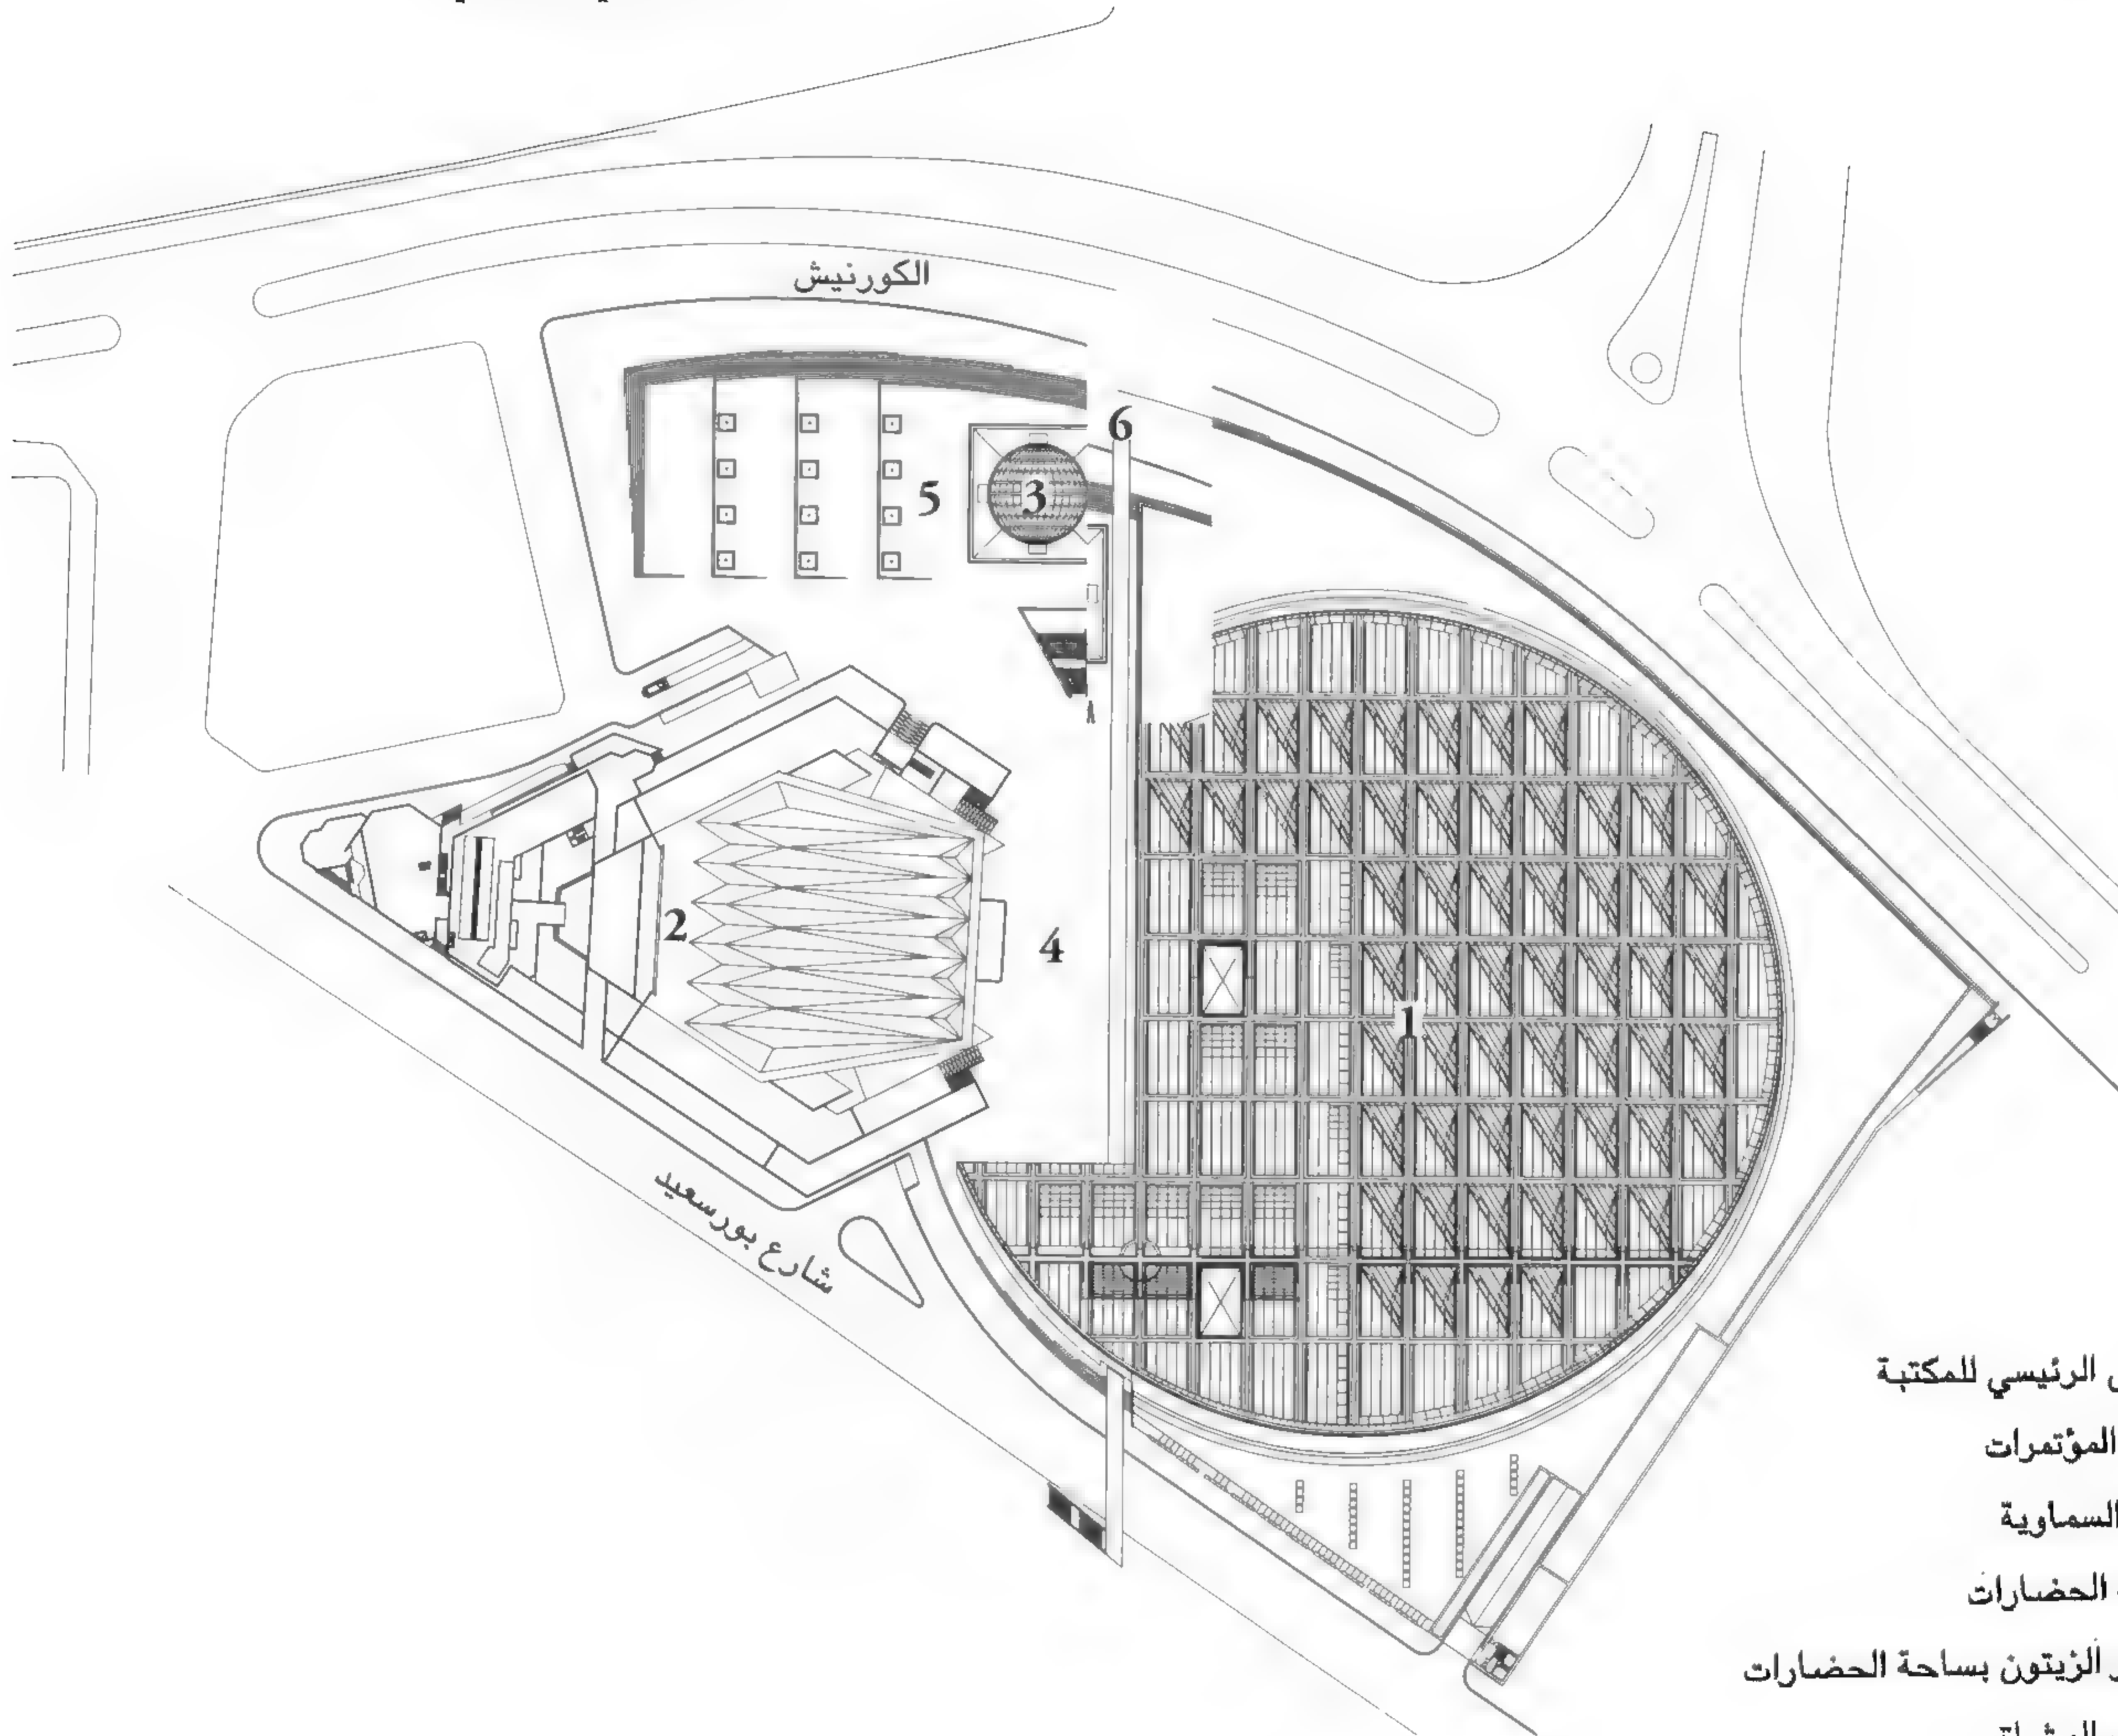 الكورنيش
6
5
3
2
4
1
شارع بورسعيد
الرئيسي للمكتبة
المؤتمرات
السماوية
الحضارات
الزيتون بساحة الحضارات